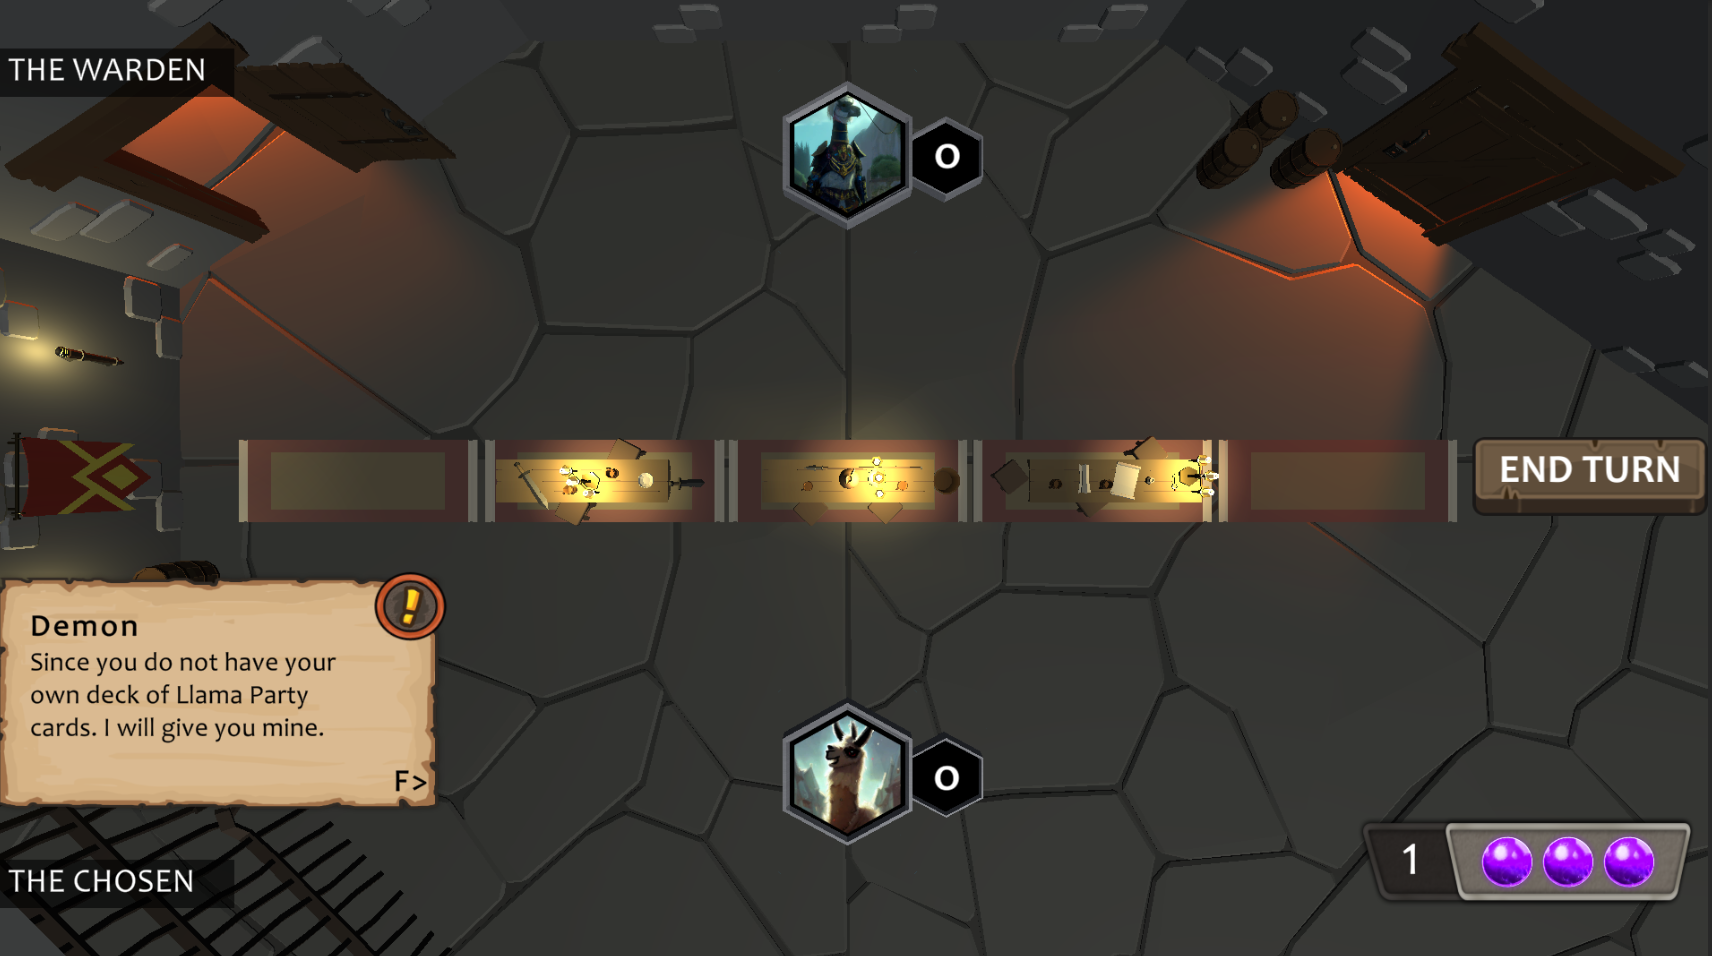 THE WARDEN
0
END TURN
Demon
Since you do not have your
own deck of Llama Party
cards. I will give you mine.
F>
0
THE CHOSEN
1